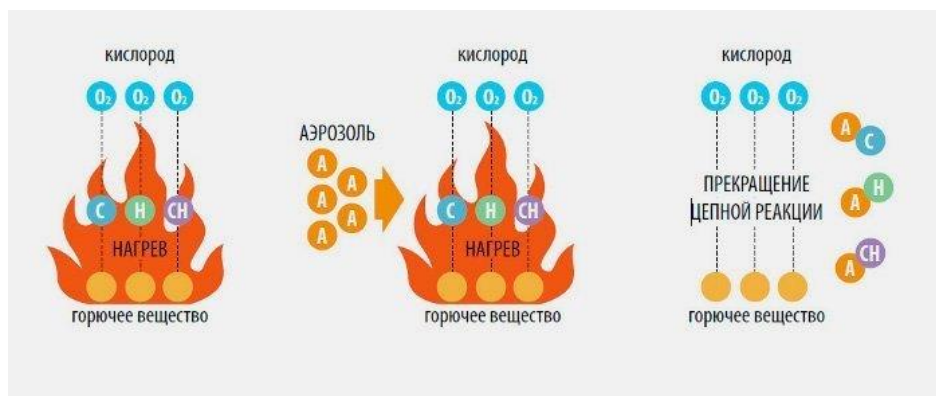 кислород
O₂ O₂ O₂
C H CH
НАГРЕВ
горючее вещество
АЭРОЗОЛЬ
A
A
A
A
A
кислород
O₂ O₂ O₂
C H CH
НАГРЕВ
горючее вещество
кислород
O₂ O₂ O₂
ПРЕКРАЩЕНИЕ
ЦЕПНОЙ РЕАКЦИИ
горючее вещество
A C
A H
A CH